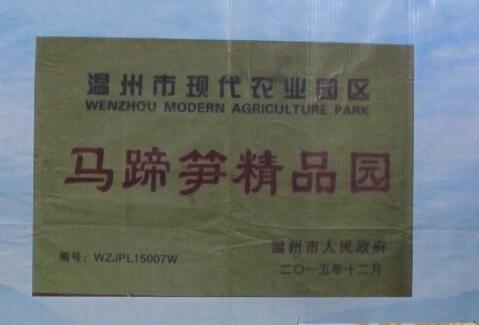 温州市现代农业园区
WENZHOU MODERN AGRICULTURE PARK
马蹄笋精品园
编号：WZJPL15007W
温州市人民政府
二〇一五年十二月